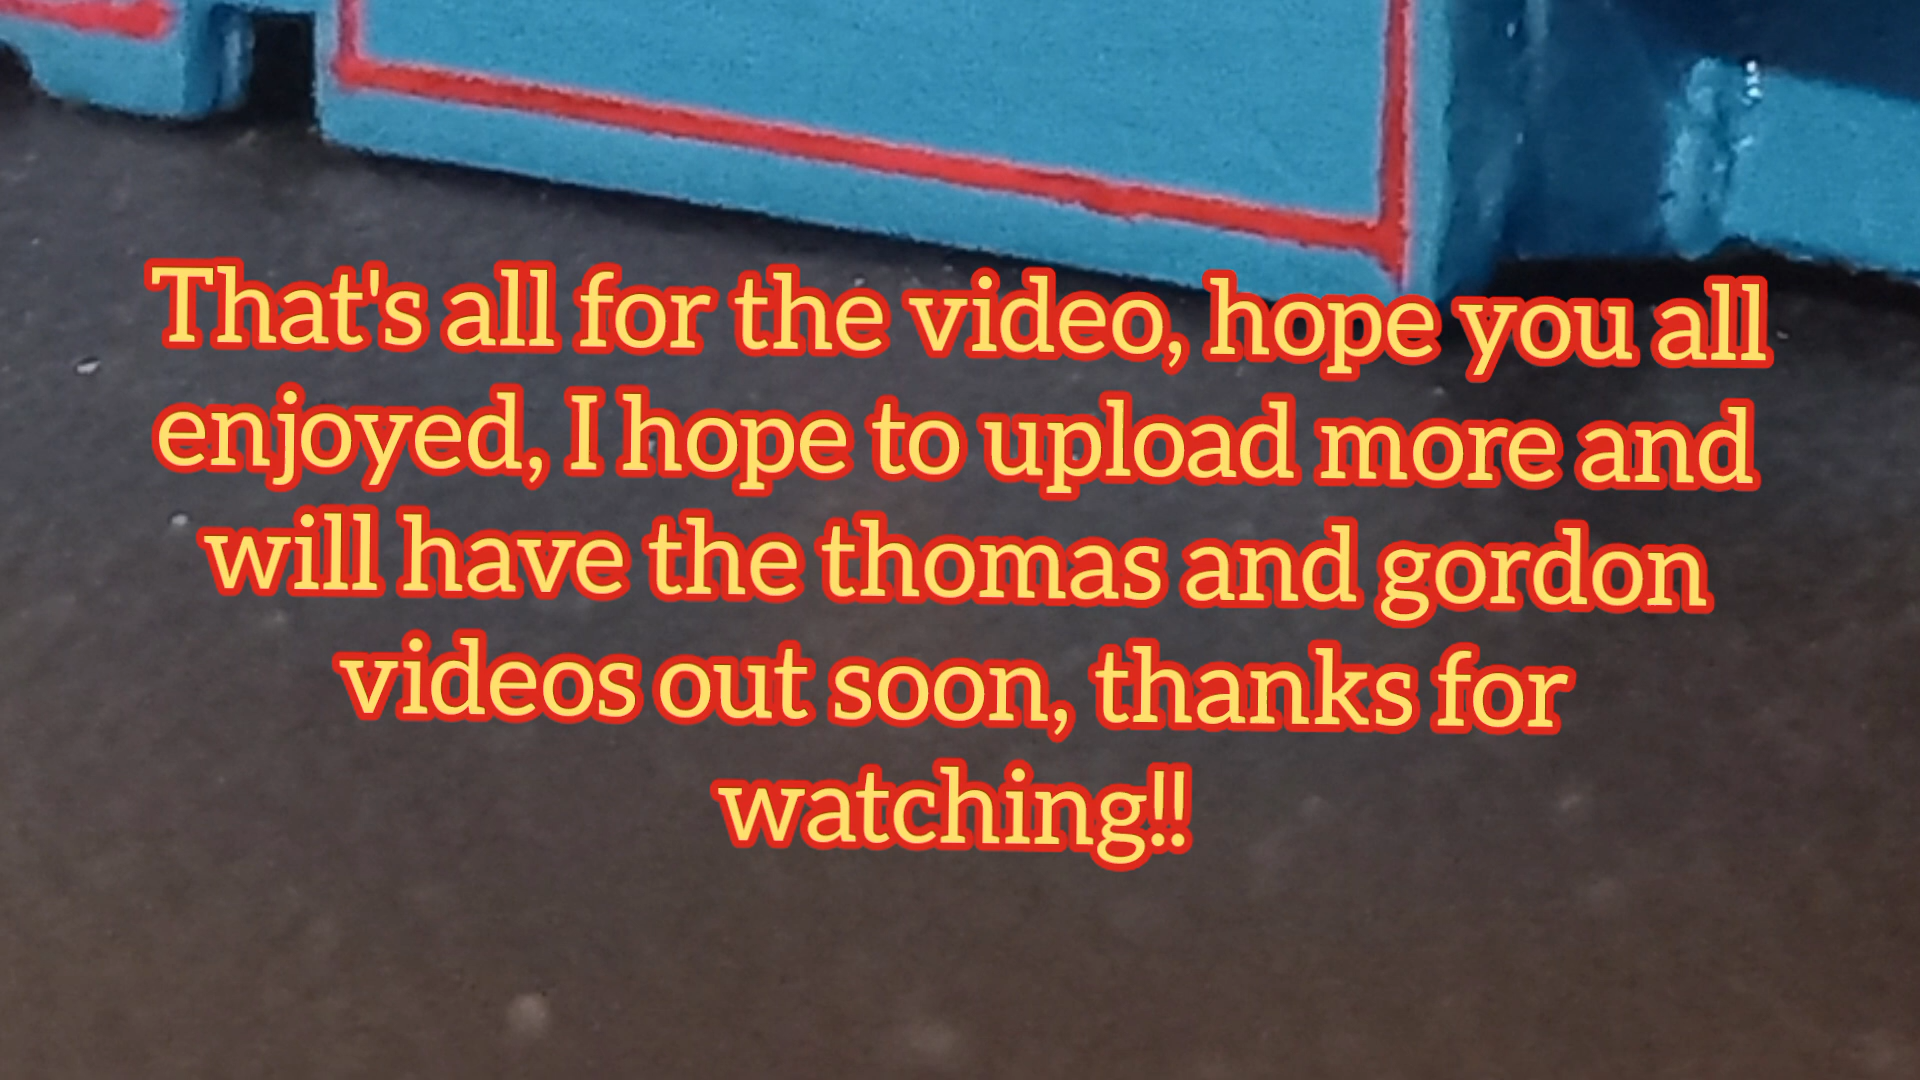 That's all for the video, hope you all
enjoyed, I hope to upload more and
will have the thomas and gordon
videos out soon, thanks for
watching!!